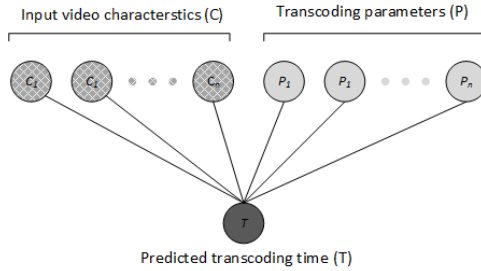 Input video characterstics (C)
Transcoding parameters (P)
C1 C1 Cn P1 P1 Pn
T
Predicted transcoding time (T)